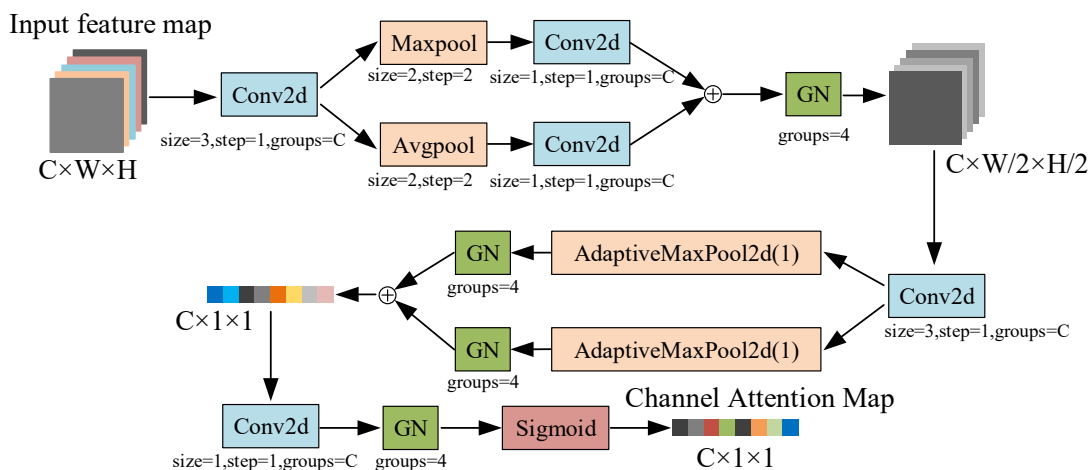 Input feature map
C×W×H
Conv2d
size=3,step=1,groups=C
Maxpool
size=2,step=2
Conv2d
size=1,step=1,groups=C
Avgpool
size=2,step=2
Conv2d
size=1,step=1,groups=C
GN
groups=4
C×W/2×H/2
Conv2d
size=3,step=1,groups=C
AdaptiveMaxPool2d(1)
GN
groups=4
AdaptiveMaxPool2d(1)
GN
groups=4
C×1×1
Conv2d
size=1,step=1,groups=C
GN
groups=4
Sigmoid
Channel Attention Map
C×1×1